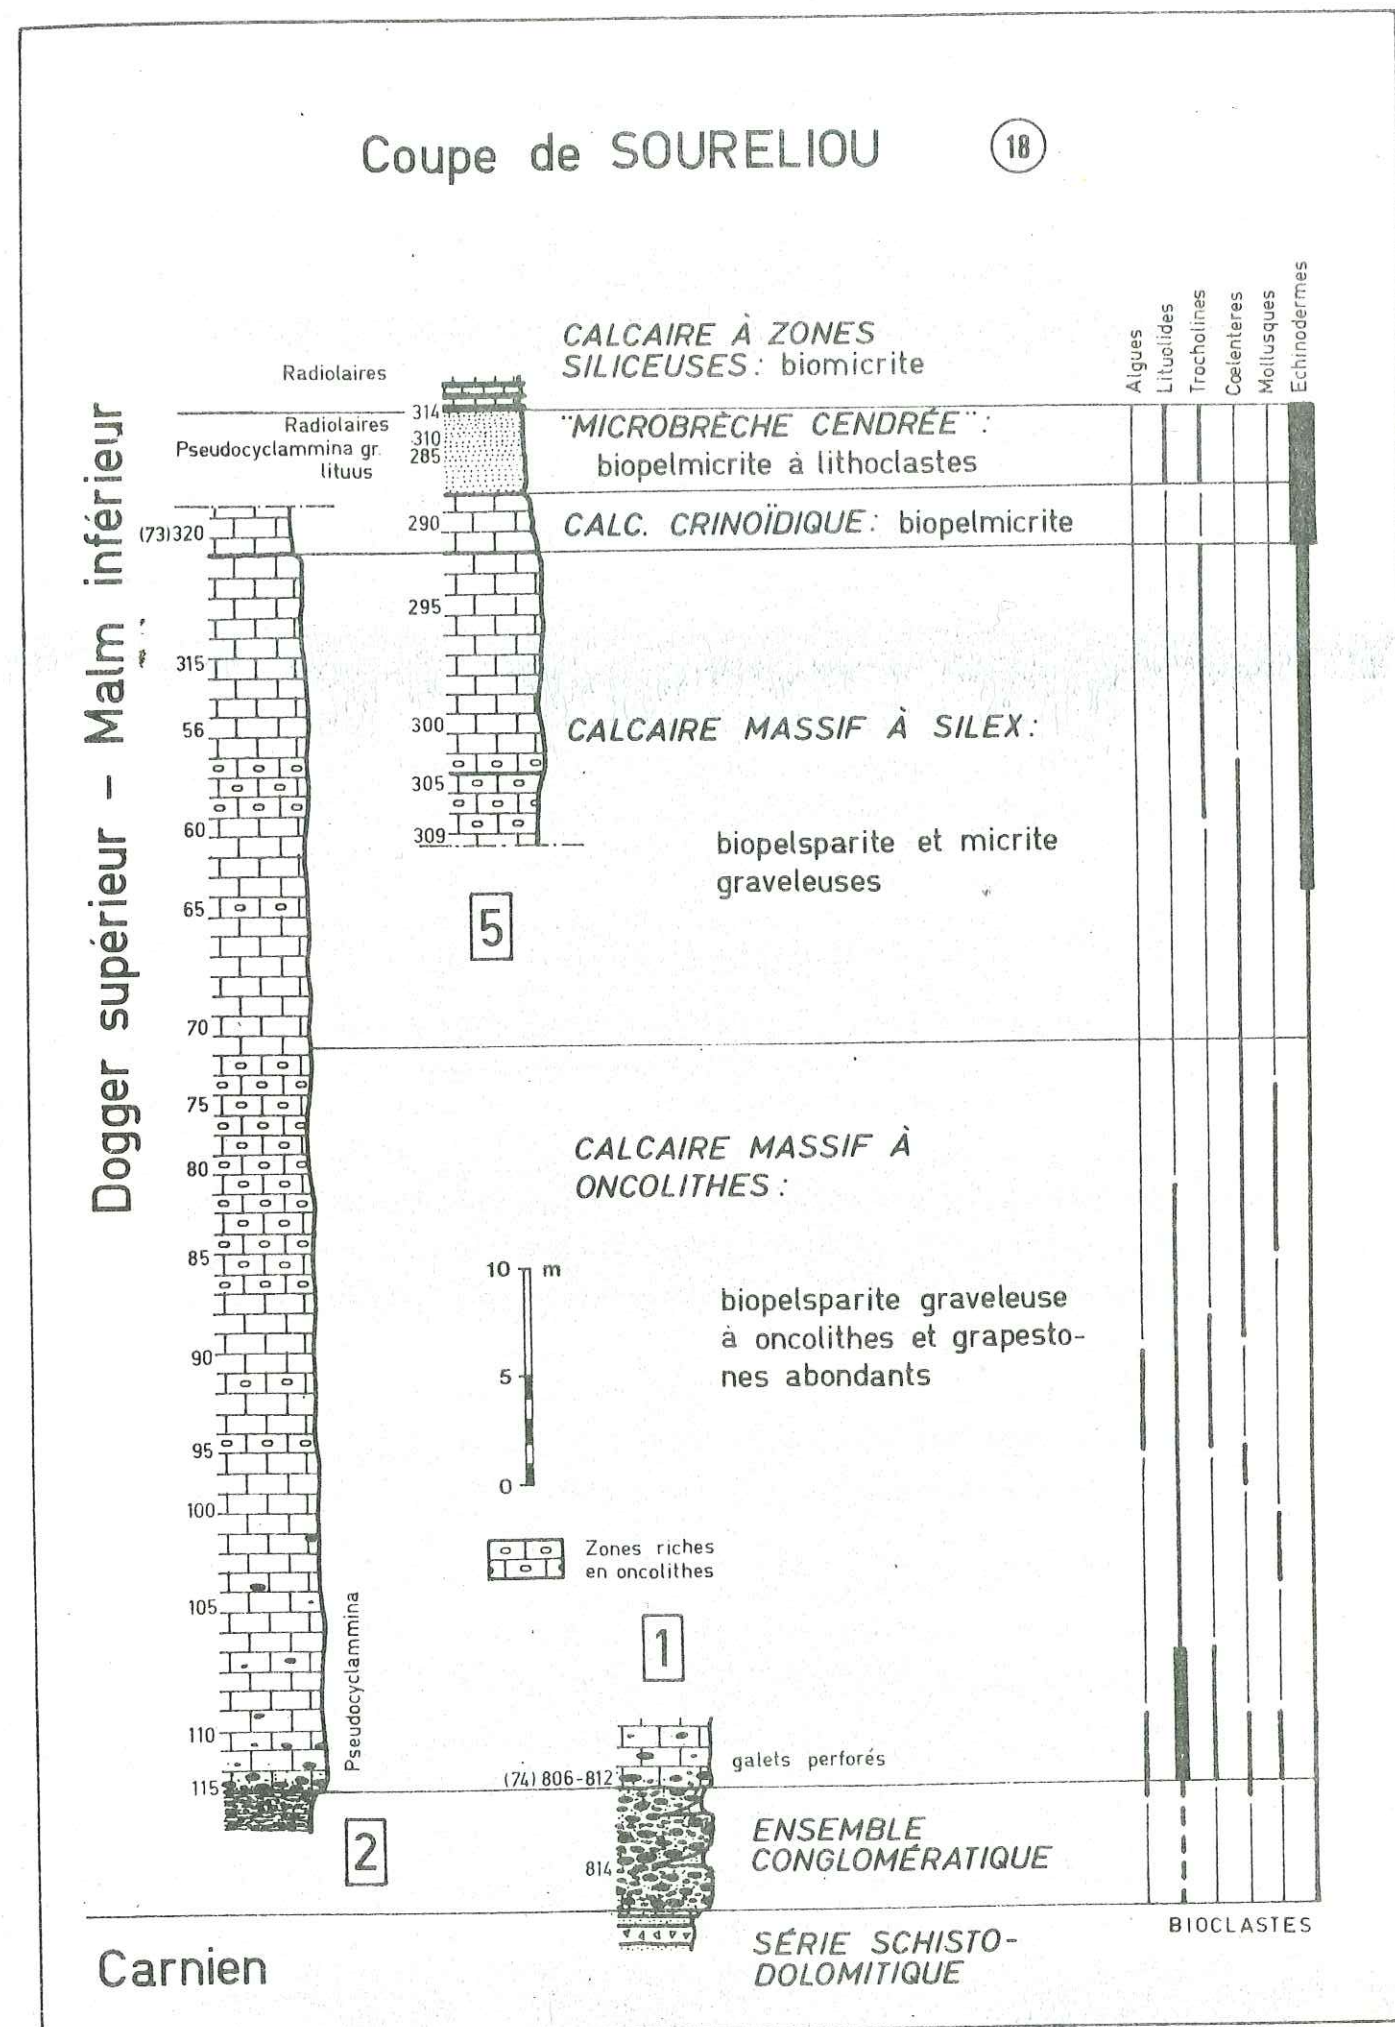 Coupe de SOURELIOU
18
Algues
Lituolides
Trocholines
Cœlenteres
Mollusques
Echinodermes
CALCAIRE À ZONES
SILICEUSES : biomicrite
Radiolaires
314
"MICROBRÈCHE CENDRÉE" :
biopelmicrite à lithoclastes
Radiolaires
Pseudocyclammina gr.
lituus
310
285
(73)320
290
CALC. CRINOÏDIQUE : biopelmicrite
Dogger supérieur - Malm inférieur
295
315
56
300
CALCAIRE MASSIF À SILEX :
305
60
309
biopelsparite et micrite
graveleuses
65
5
70
75
80
CALCAIRE MASSIF À
ONCOLITHES :
85
10 m
5
0
biopelsparite graveleuse
à oncolithes et grapesto-
nes abondants
90
95
100
Zones riches
en oncolithes
105
Pseudocyclammina
1
110
115
(74) 806-812
galets perforés
2
814
ENSEMBLE
CONGLOMÉRATIQUE
BIOCLASTES
Carnien
SÉRIE SCHISTO-
DOLOMITIQUE